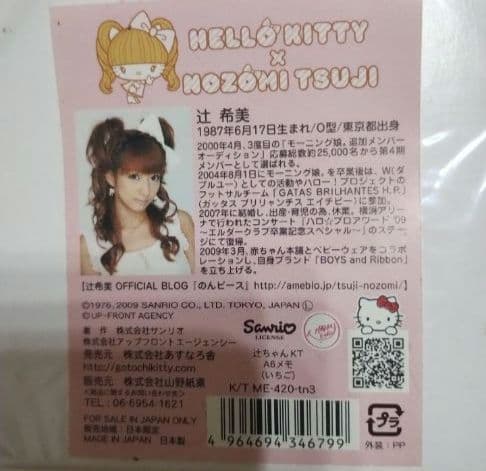 HELLO KITTY
×
NOZOMI TSUJI
辻 希美
1987年6月17日生まれ/O型/東京都出身
2000年4月、3度目の「モーニング娘。追加メンバー
オーディション」応募総数約25,000名から第4期
メンバーとして選ばれる。
2004年8月1日に「モーニング娘。」を卒業後は、W(ダ
ブルユー)としての活動やハロー!プロジェクトの
フットサルチーム「GATAS BRILHANTES H.P.」
(ガッタス ブリリャンチス エイチピー)に参加。
2007年に結婚し、出産・育児の為、休業。横浜アリー
ナで行われたコンサート「ハロ☆プロアワード'09
～エルダークラブ卒業記念スペシャル～」のステー
ジにて復帰。
2009年3月、赤ちゃん本舗とベビーウェアをコラボ
レーションし、自身ブランド「BOYS and Ribbon」
を立ち上げる。
【辻希美 OFFICIAL BLOG『のんピース』http://ameblo.jp/tsuji-nozomi/】
©1976, 2009 SANRIO CO., LTD. TOKYO, JAPAN Ⓛ
©UP-FRONT AGENCY
著 作 株式会社サンリオ
株式会社アップフロントエージェンシー
発売元 株式会社あすなろ舎
http://gotochikitty.com
販売元 株式会社山野紙業
TEL 06-6954 1621
FOR SALE IN JAPAN ONLY
販売地域:日本限定
MADE IN JAPAN 日本製
Sanrio
LICENSE
辻ちゃんKT
A6メモ
(いちご)
K/T ME-420-tn3
4 964694 346799
プラ
外装:PP